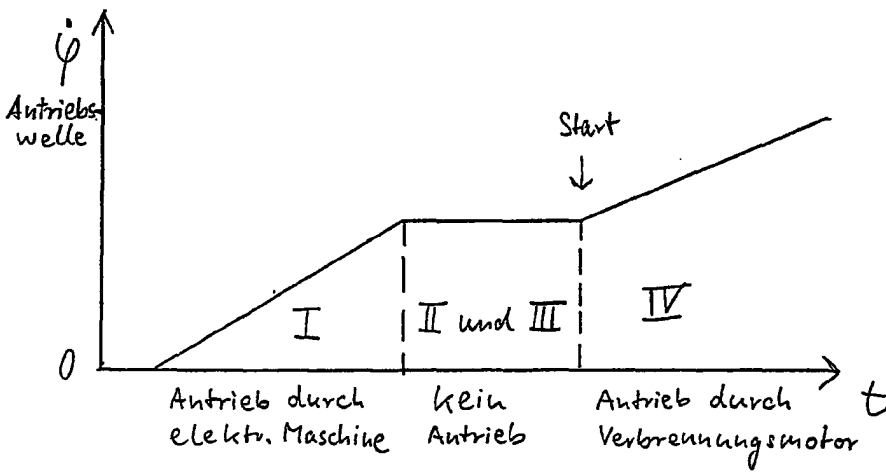 φ̇
Antriebs-
welle
Start
I
II und III
IV
0
t
Antrieb durch
elektr. Maschine
kein
Antrieb
Antrieb durch
Verbrennungsmotor